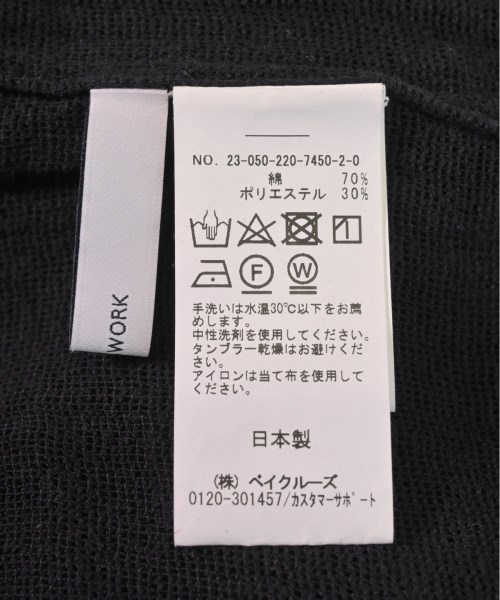 WORK
NO. 23-050-220-7450-2-0
綿 70%
ポリエステル 30%
F
W
手洗いは水温30℃以下をお薦
めします。
中性洗剤を使用してください。
タンブラー乾燥はお避けくだ
さい。
アイロンは当て布を使用して
ください。
日本製
(株) ベイクルーズ
0120-301457/ｶｽﾀﾏｰｻﾎﾟｰﾄ